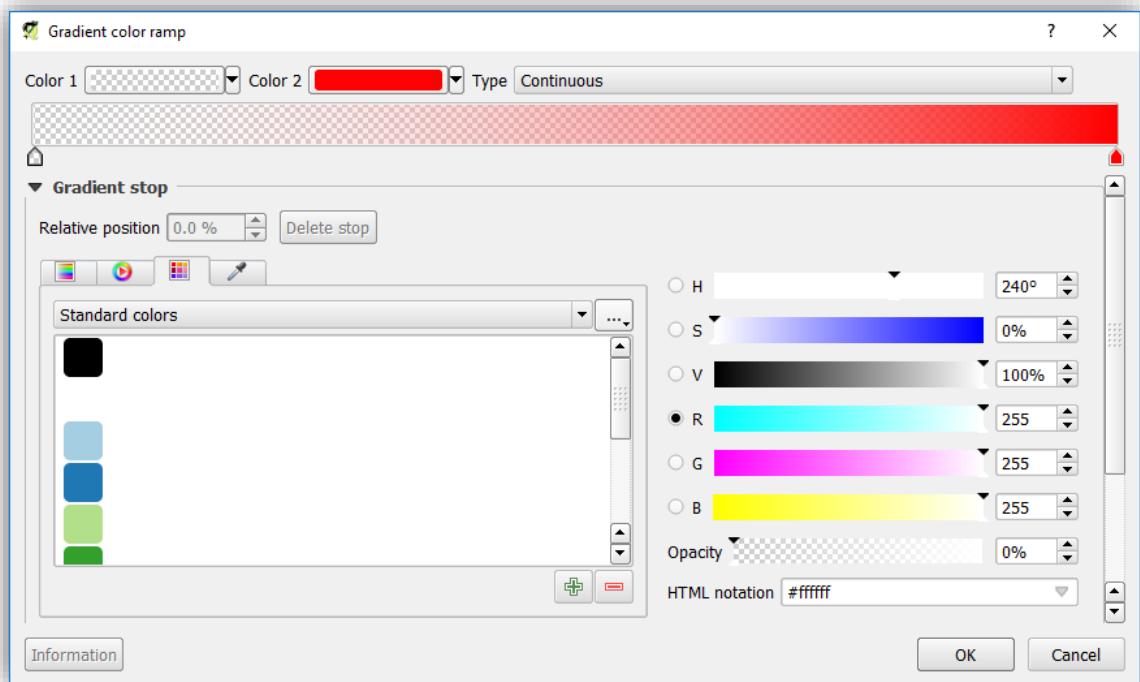 Gradient color ramp ?
Color 1 Color 2 Type Continuous
Gradient stop
Relative position 0.0 % Delete stop
Standard colors ...
H 240°
S 0%
V 100%
R 255
G 255
B 255
Opacity 0%
HTML notation #ffffff
Information OK Cancel